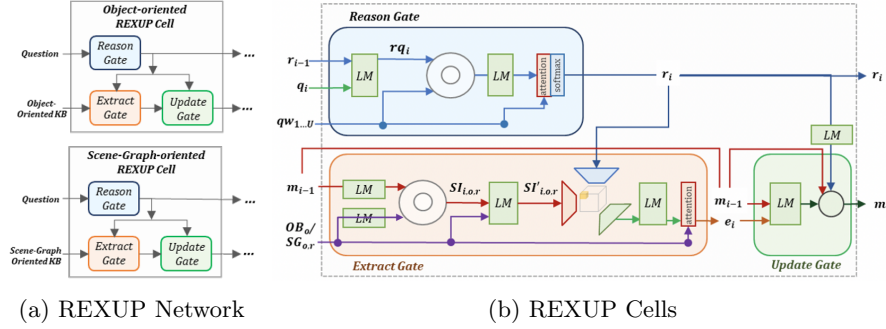 Object-oriented
REXUP Cell
Question
Reason
Gate
...
Object-
Oriented KB
Extract
Gate
Update
Gate
...
Scene-Graph-oriented
REXUP Cell
Question
Reason
Gate
...
Scene-Graph
Oriented KB
Extract
Gate
Update
Gate
...
(a) REXUP Network
Reason Gate
r_{i-1}
q_i
qw_{1...U}
LM
rq_i
LM
attention
softmax
r_i
r_i
LM
m_{i-1}
OB_o/
SG_{o.r}
LM
LM
SI_{i.o.r}
LM
SI'_{i.o.r}
LM
attention
Extract Gate
m_{i-1}
e_i
LM
m
Update Gate
(b) REXUP Cells